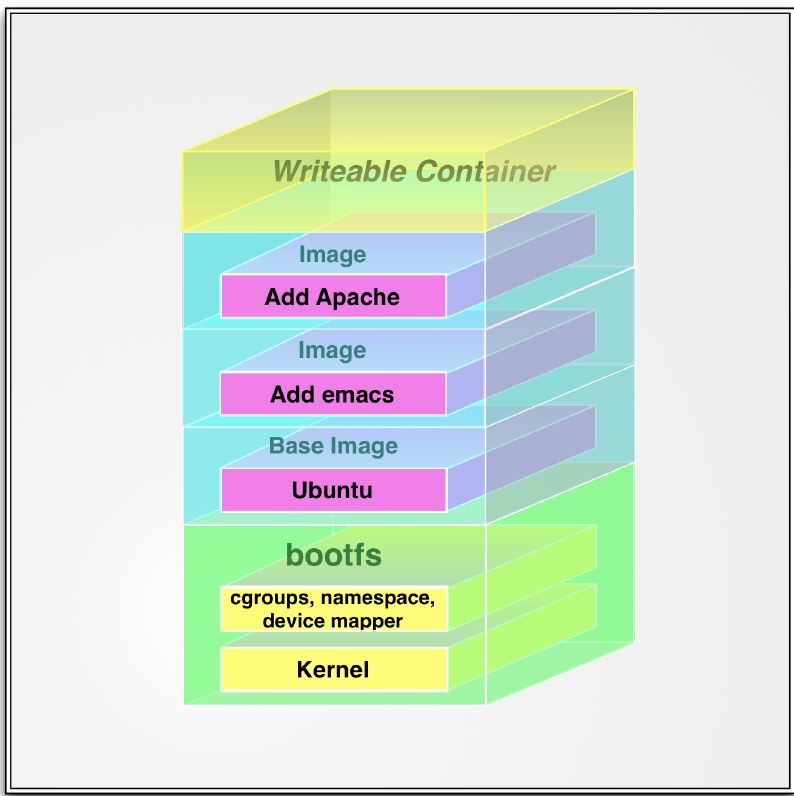 Writeable Container
Image
Add Apache
Image
Add emacs
Base Image
Ubuntu
bootfs
cgroups, namespace,
device mapper
Kernel